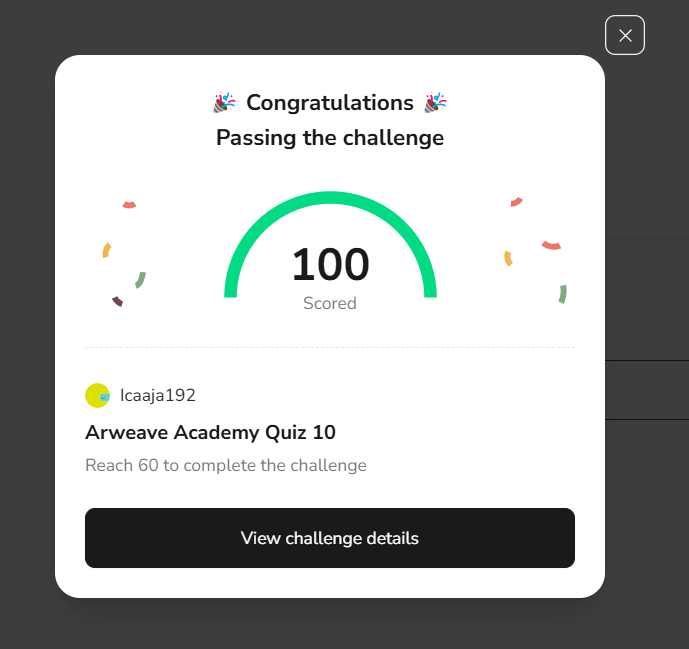 🎉 Congratulations 🎉
Passing the challenge
100
Scored
Icaaja192
Arweave Academy Quiz 10
Reach 60 to complete the challenge
View challenge details